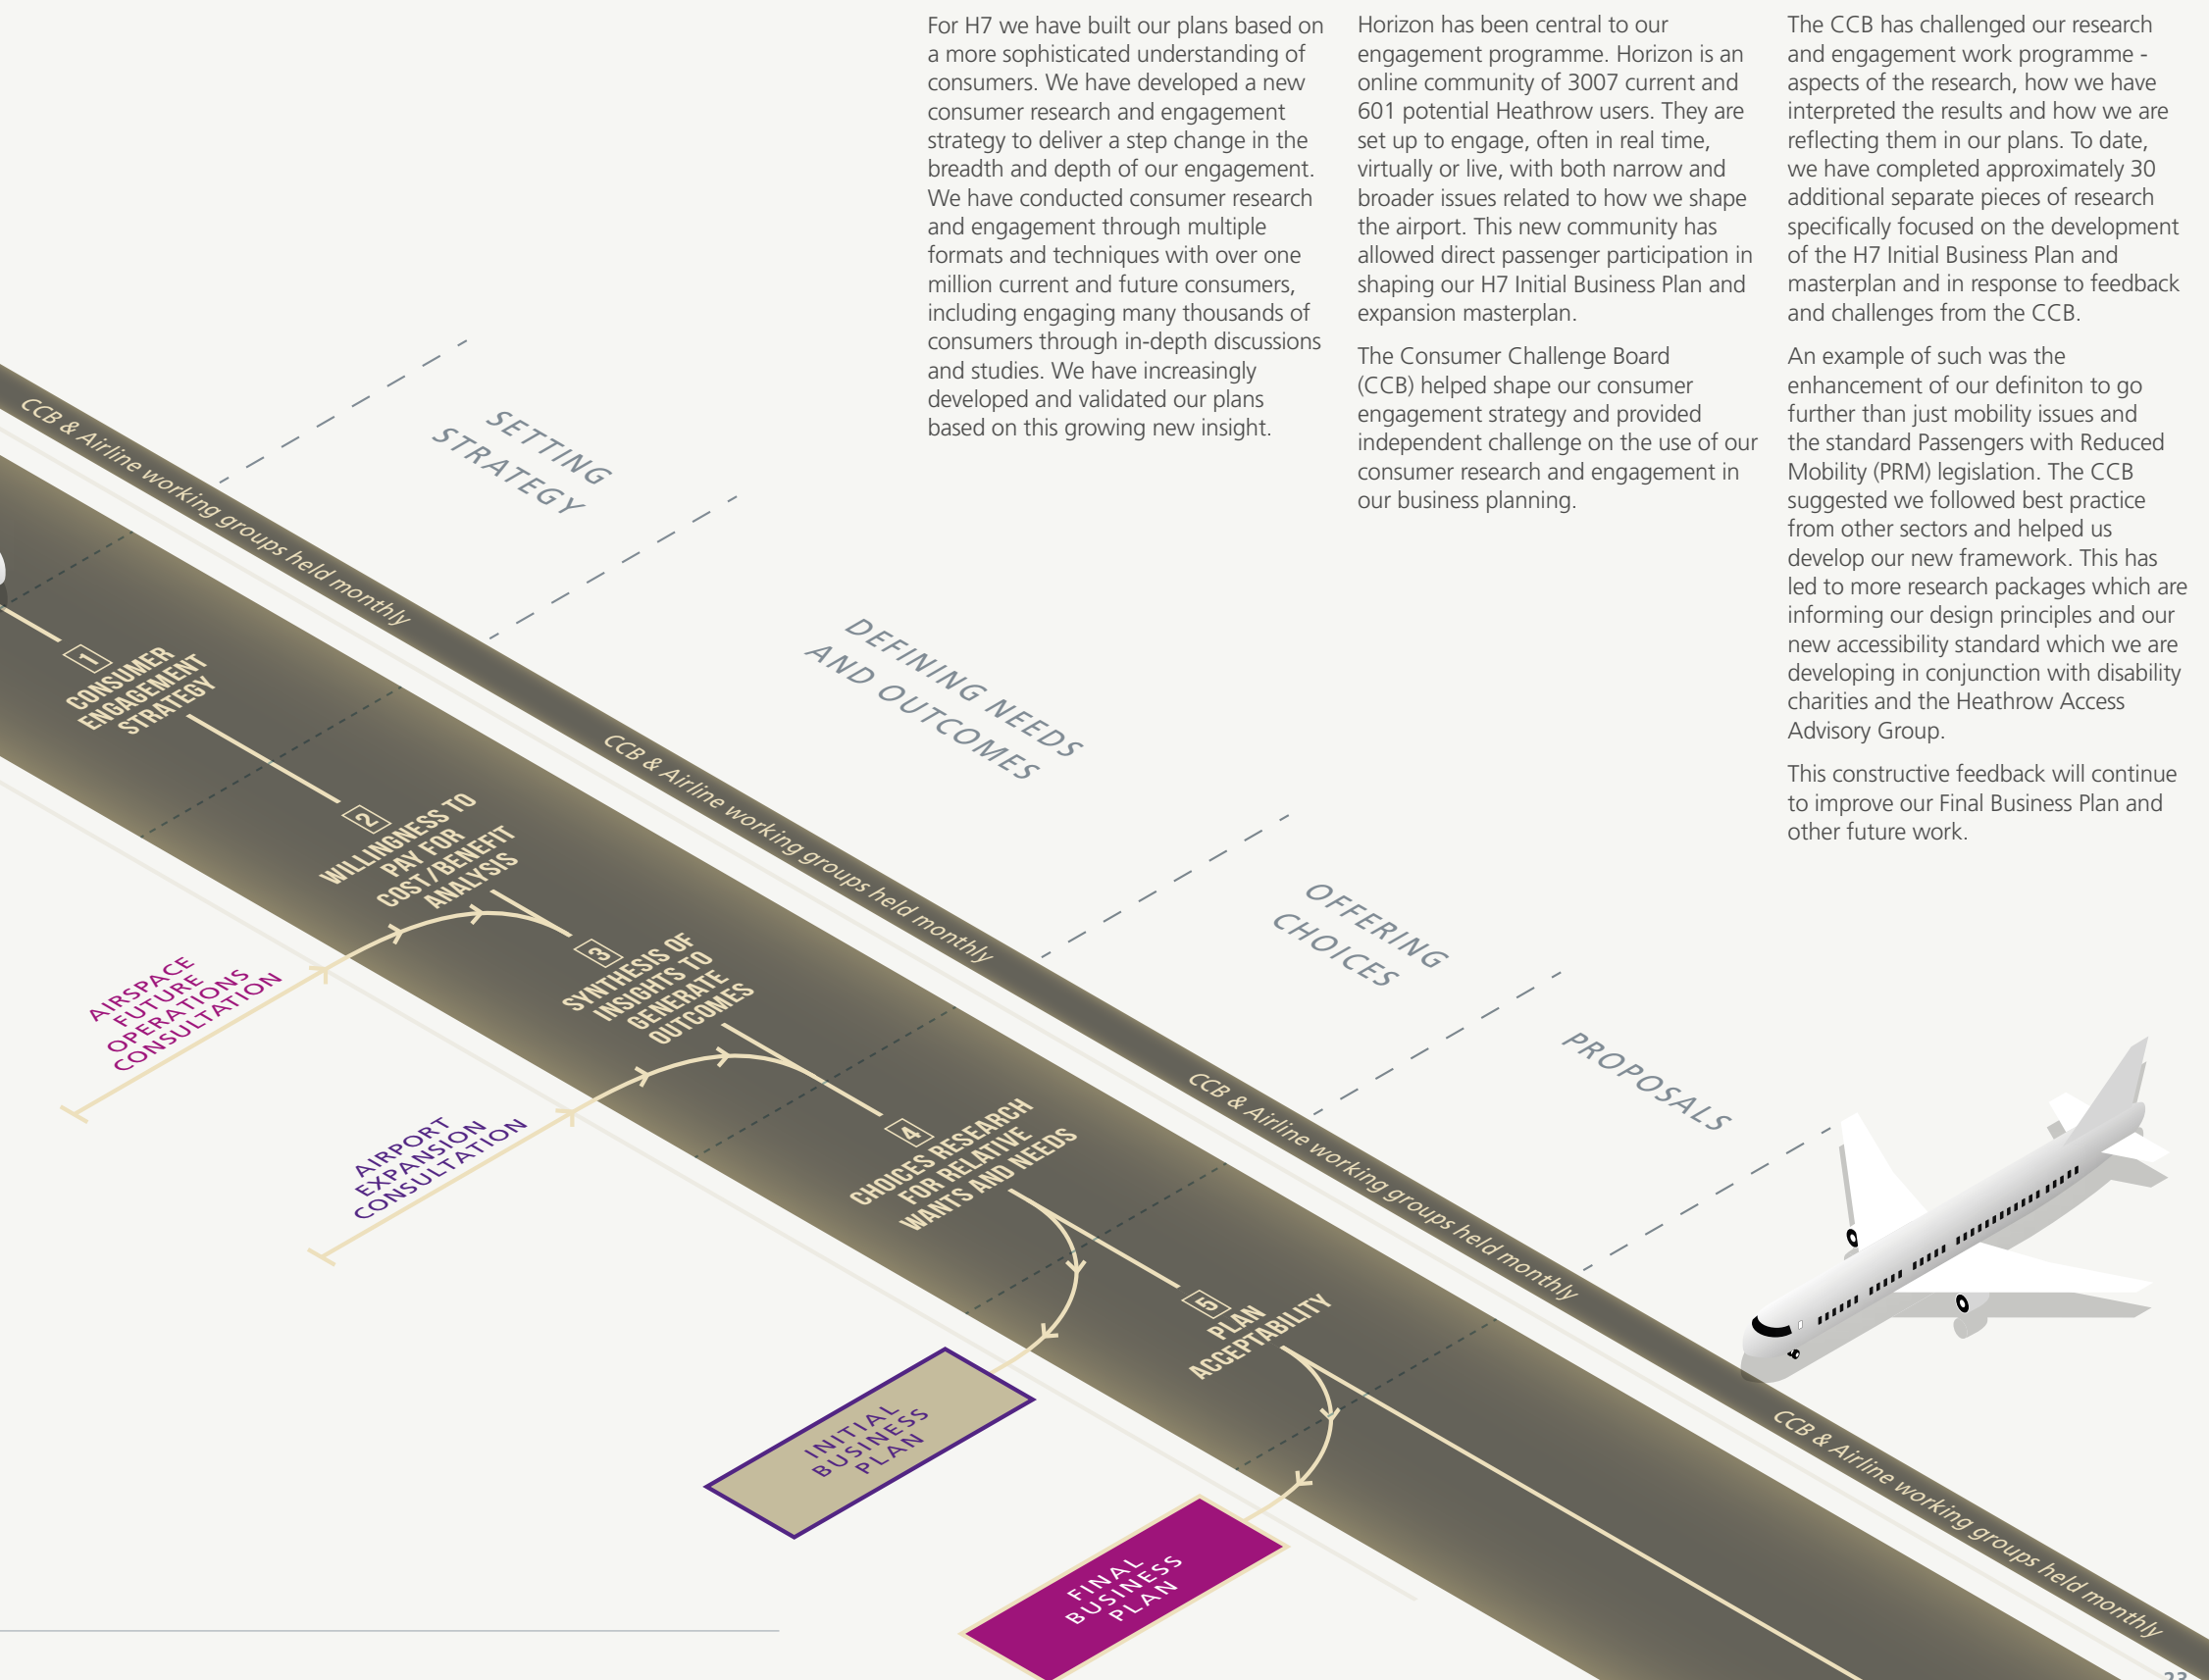 For H7 we have built our plans based on
a more sophisticated understanding of
consumers. We have developed a new
consumer research and engagement
strategy to deliver a step change in the
breadth and depth of our engagement.
We have conducted consumer research
and engagement through multiple
formats and techniques with over one
million current and future consumers,
including engaging many thousands of
consumers through in-depth discussions
and studies. We have increasingly
developed and validated our plans
based on this growing new insight.
Horizon has been central to our
engagement programme. Horizon is an
online community of 3007 current and
601 potential Heathrow users. They are
set up to engage, often in real time,
virtually or live, with both narrow and
broader issues related to how we shape
the airport. This new community has
allowed direct passenger participation in
shaping our H7 Initial Business Plan and
expansion masterplan.
The Consumer Challenge Board
(CCB) helped shape our consumer
engagement strategy and provided
independent challenge on the use of our
consumer research and engagement in
our business planning.
The CCB has challenged our research
and engagement work programme -
aspects of the research, how we have
interpreted the results and how we are
reflecting them in our plans. To date,
we have completed approximately 30
additional separate pieces of research
specifically focused on the development
of the H7 Initial Business Plan and
masterplan and in response to feedback
and challenges from the CCB.
An example of such was the
enhancement of our definiton to go
further than just mobility issues and
the standard Passengers with Reduced
Mobility (PRM) legislation. The CCB
suggested we followed best practice
from other sectors and helped us
develop our new framework. This has
led to more research packages which are
informing our design principles and our
new accessibility standard which we are
developing in conjunction with disability
charities and the Heathrow Access
Advisory Group.
This constructive feedback will continue
to improve our Final Business Plan and
other future work.
SETTING
STRATEGY
DEFINING NEEDS
AND OUTCOMES
OFFERING
CHOICES
PROPOSALS
CCB & Airline working groups held monthly
CCB & Airline working groups held monthly
CCB & Airline working groups held monthly
CCB & Airline working groups held monthly
1
CONSUMER
ENGAGEMENT
STRATEGY
2
WILLINGNESS TO
PAY FOR
COST/BENEFIT
ANALYSIS
3
SYNTHESIS OF
INSIGHTS TO
GENERATE
OUTCOMES
4
CHOICES RESEARCH
FOR RELATIVE
WANTS AND NEEDS
5
PLAN
ACCEPTABILITY
AIRSPACE
FUTURE
OPERATIONS
CONSULTATION
AIRPORT
EXPANSION
CONSULTATION
INITIAL
BUSINESS
PLAN
FINAL
BUSINESS
PLAN
23